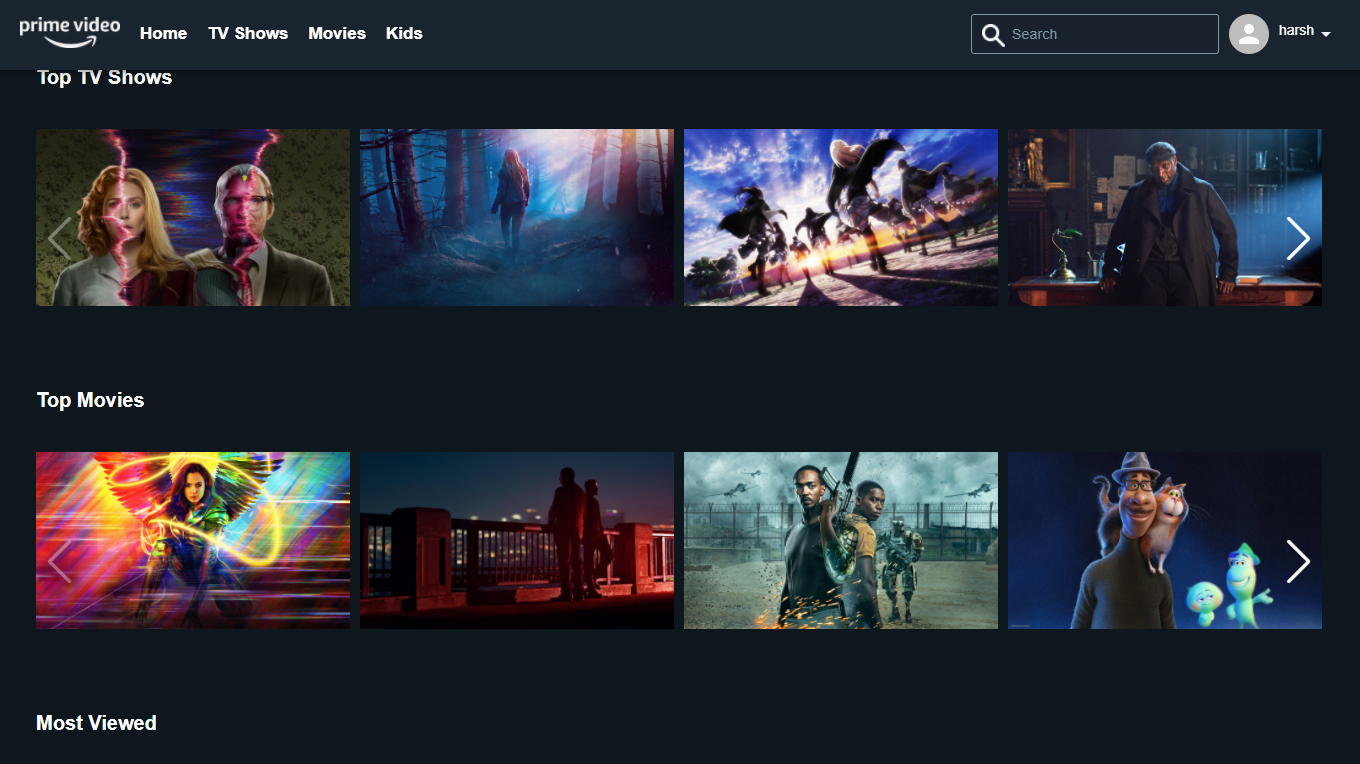 prime video
Home TV Shows Movies Kids
Search
harsh
Top TV Shows
Top Movies
Most Viewed